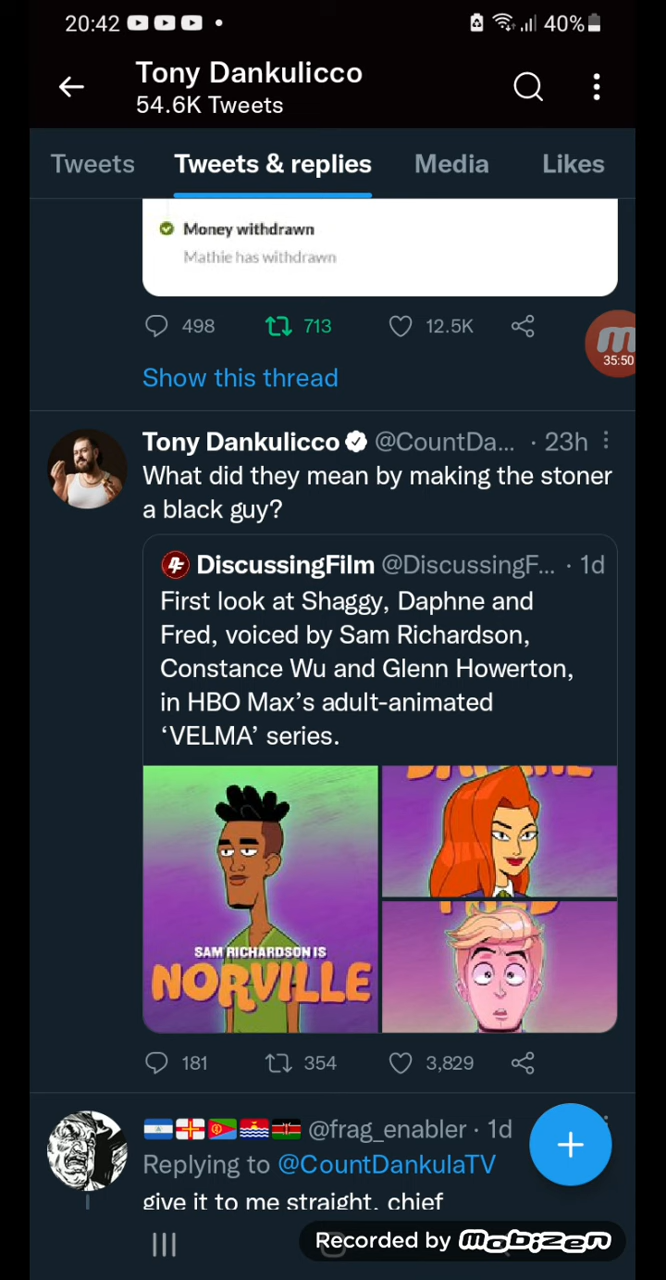 20:42
40%
Tony Dankulicco
54.6K Tweets
Tweets
Tweets & replies
Media
Likes
Money withdrawn
Mathie has withdrawn
498
713
12.5K
35:50
Show this thread
Tony Dankulicco @CountDa... · 23h
What did they mean by making the stoner
a black guy?
DiscussingFilm @DiscussingF... · 1d
First look at Shaggy, Daphne and
Fred, voiced by Sam Richardson,
Constance Wu and Glenn Howerton,
in HBO Max's adult-animated
‘VELMA’ series.
SAM RICHARDSON IS
NORVILLE
181
354
3,829
@frag_enabler · 1d
Replying to @CountDankulaTV
give it to me straight, chief
Recorded by mobizen